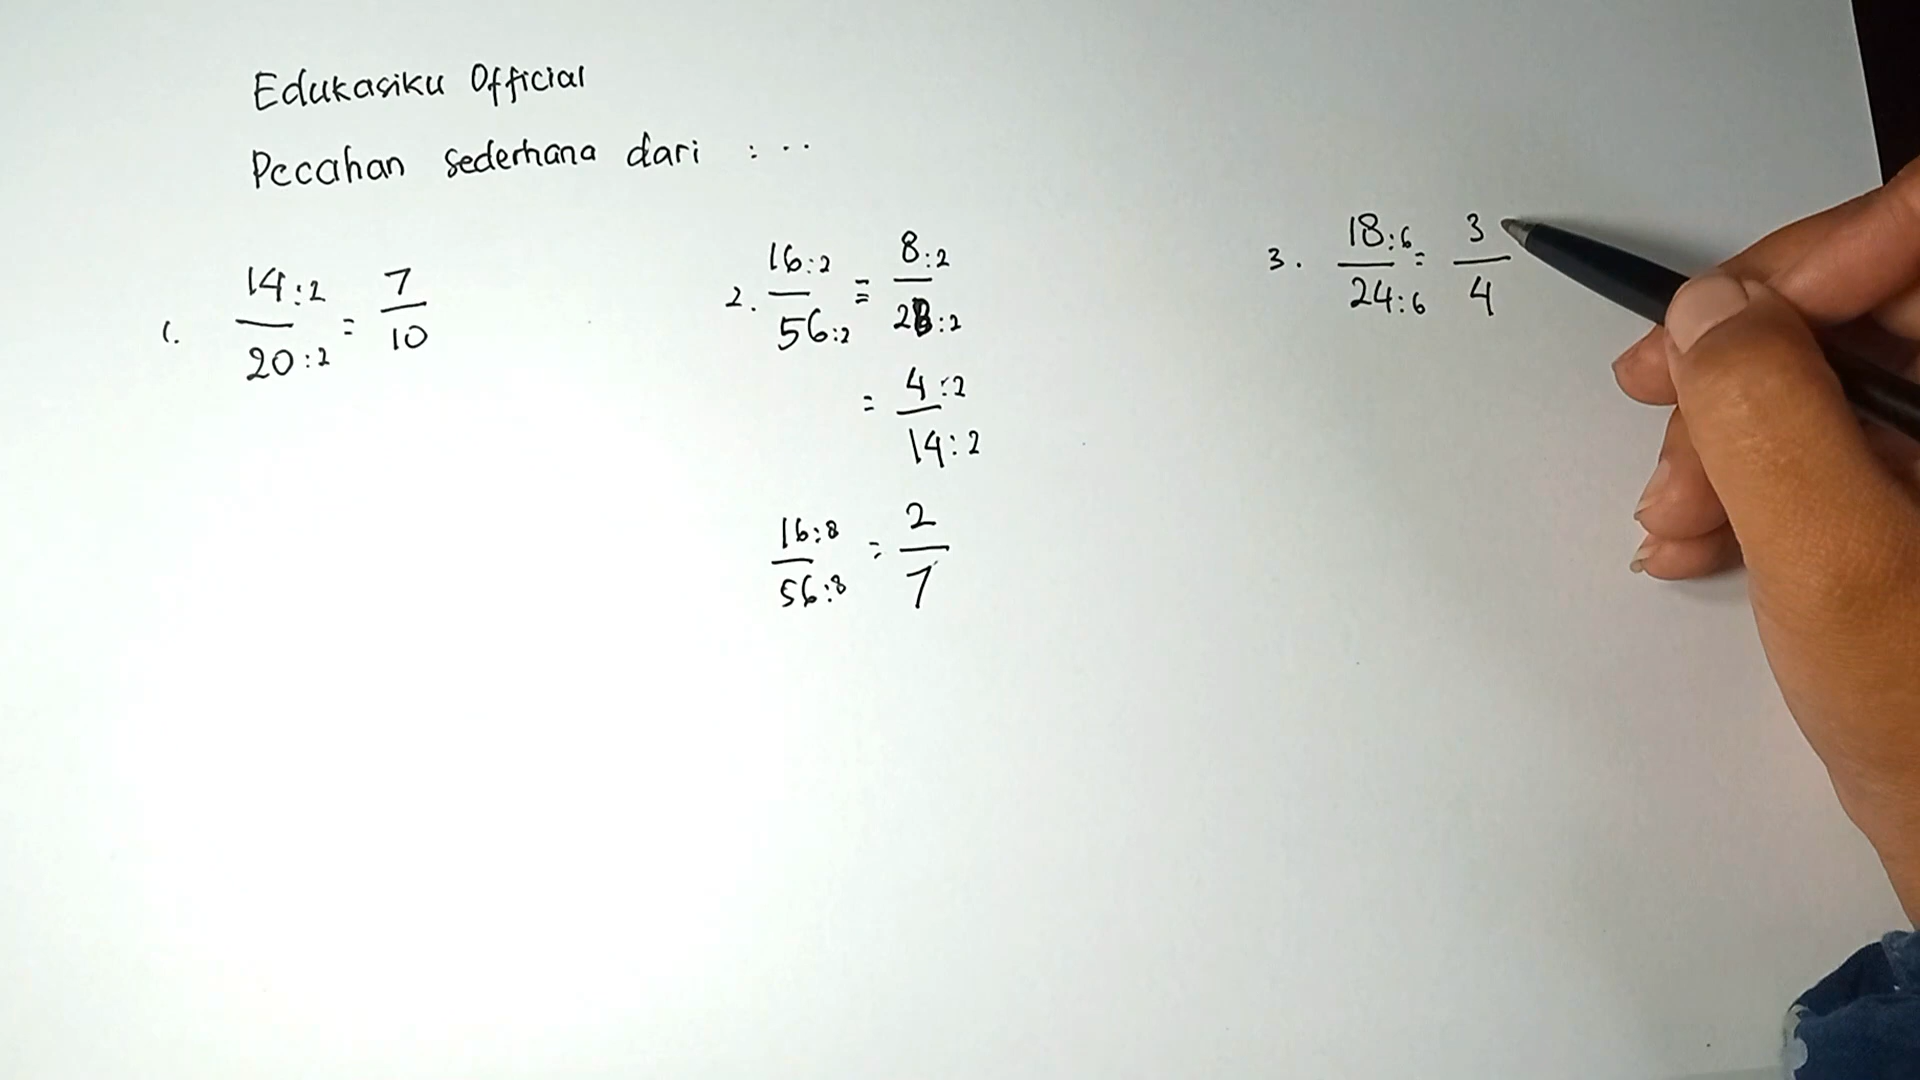 Edukasiku Official
Pecahan sederhana dari : ..
1. 14:2 / 20:2 = 7 / 10
2. 16:2 / 56:2 = 8:2 / 28:2
= 4:2 / 14:2
16:8 / 56:8 = 2 / 7
3. 18:6 / 24:6 = 3 / 4